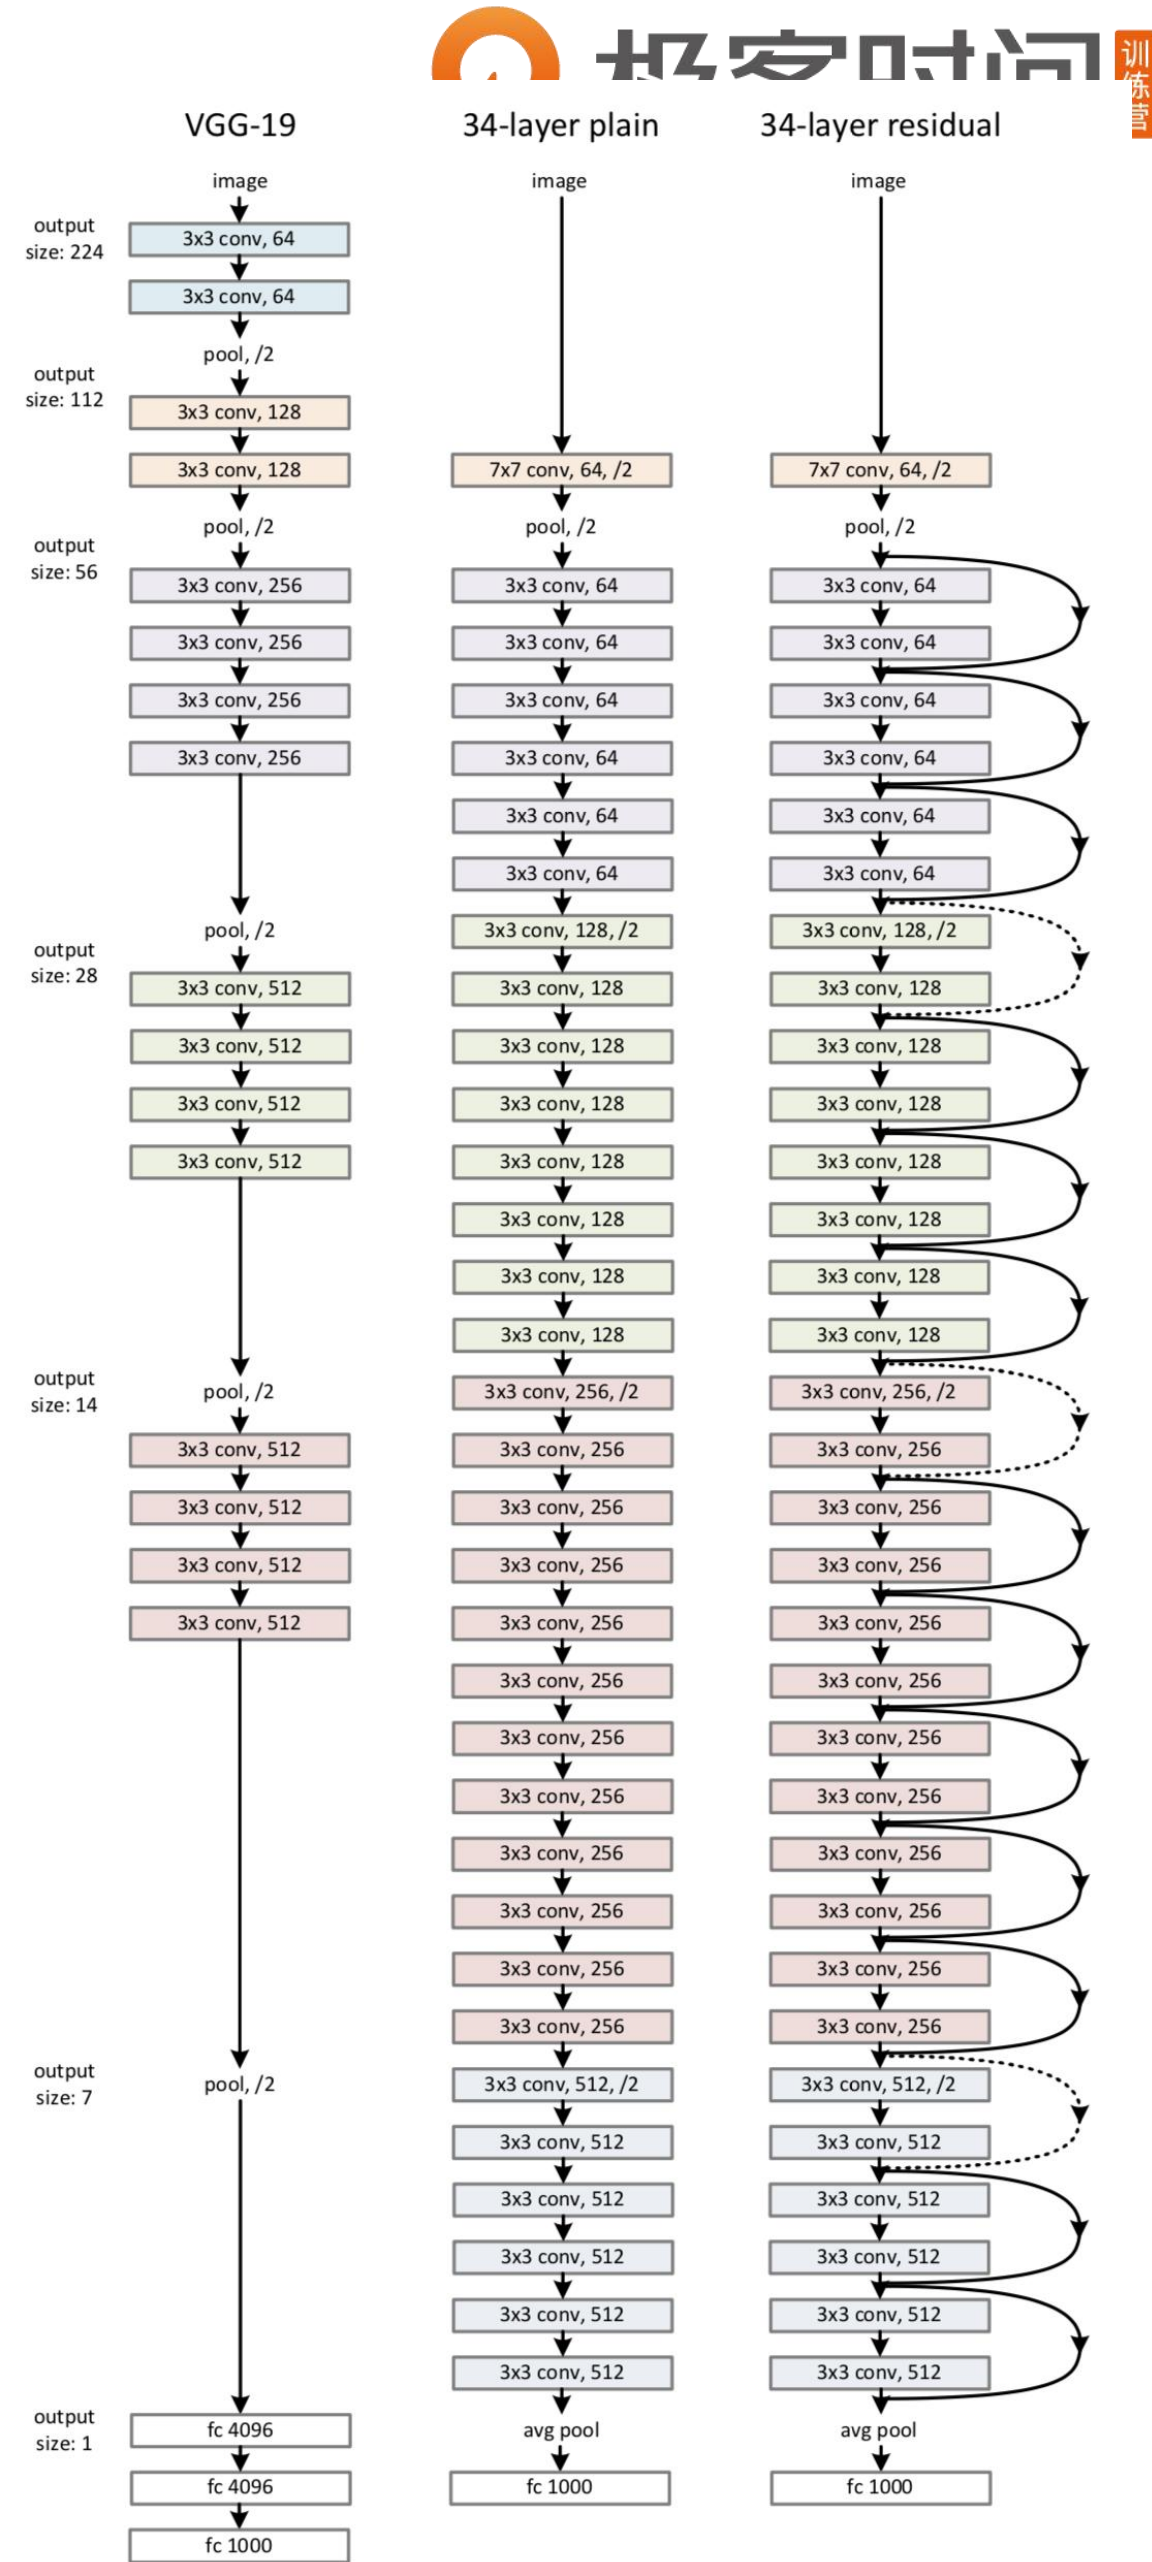 极客时间
训
练
营
output
size: 224
output
size: 112
output
size: 56
output
size: 28
output
size: 14
output
size: 7
output
size: 1
VGG-19
image
3x3 conv, 64
3x3 conv, 64
pool, /2
3x3 conv, 128
3x3 conv, 128
pool, /2
3x3 conv, 256
3x3 conv, 256
3x3 conv, 256
3x3 conv, 256
pool, /2
3x3 conv, 512
3x3 conv, 512
3x3 conv, 512
3x3 conv, 512
pool, /2
3x3 conv, 512
3x3 conv, 512
3x3 conv, 512
3x3 conv, 512
pool, /2
fc 4096
fc 4096
fc 1000
34-layer plain
image
7x7 conv, 64, /2
pool, /2
3x3 conv, 64
3x3 conv, 64
3x3 conv, 64
3x3 conv, 64
3x3 conv, 64
3x3 conv, 64
3x3 conv, 128, /2
3x3 conv, 128
3x3 conv, 128
3x3 conv, 128
3x3 conv, 128
3x3 conv, 128
3x3 conv, 128
3x3 conv, 128
3x3 conv, 256, /2
3x3 conv, 256
3x3 conv, 256
3x3 conv, 256
3x3 conv, 256
3x3 conv, 256
3x3 conv, 256
3x3 conv, 256
3x3 conv, 256
3x3 conv, 256
3x3 conv, 256
3x3 conv, 256
3x3 conv, 512, /2
3x3 conv, 512
3x3 conv, 512
3x3 conv, 512
3x3 conv, 512
3x3 conv, 512
avg pool
fc 1000
34-layer residual
image
7x7 conv, 64, /2
pool, /2
3x3 conv, 64
3x3 conv, 64
3x3 conv, 64
3x3 conv, 64
3x3 conv, 64
3x3 conv, 64
3x3 conv, 128, /2
3x3 conv, 128
3x3 conv, 128
3x3 conv, 128
3x3 conv, 128
3x3 conv, 128
3x3 conv, 128
3x3 conv, 128
3x3 conv, 256, /2
3x3 conv, 256
3x3 conv, 256
3x3 conv, 256
3x3 conv, 256
3x3 conv, 256
3x3 conv, 256
3x3 conv, 256
3x3 conv, 256
3x3 conv, 256
3x3 conv, 256
3x3 conv, 256
3x3 conv, 512, /2
3x3 conv, 512
3x3 conv, 512
3x3 conv, 512
3x3 conv, 512
3x3 conv, 512
avg pool
fc 1000